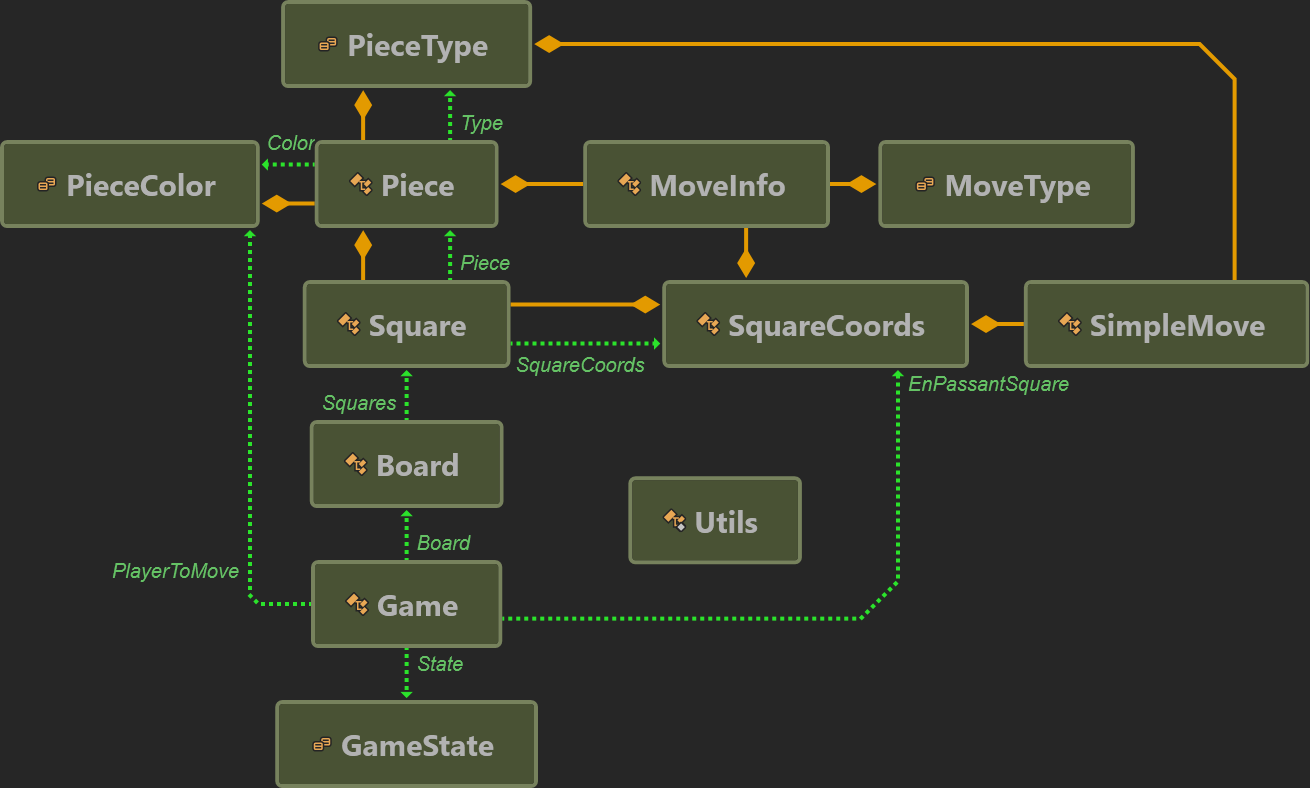 PieceType
Type
Color
PieceColor
Piece
MoveInfo
MoveType
Piece
Square
SquareCoords
SimpleMove
SquareCoords
EnPassantSquare
Squares
Board
Utils
Board
PlayerToMove
Game
State
GameState